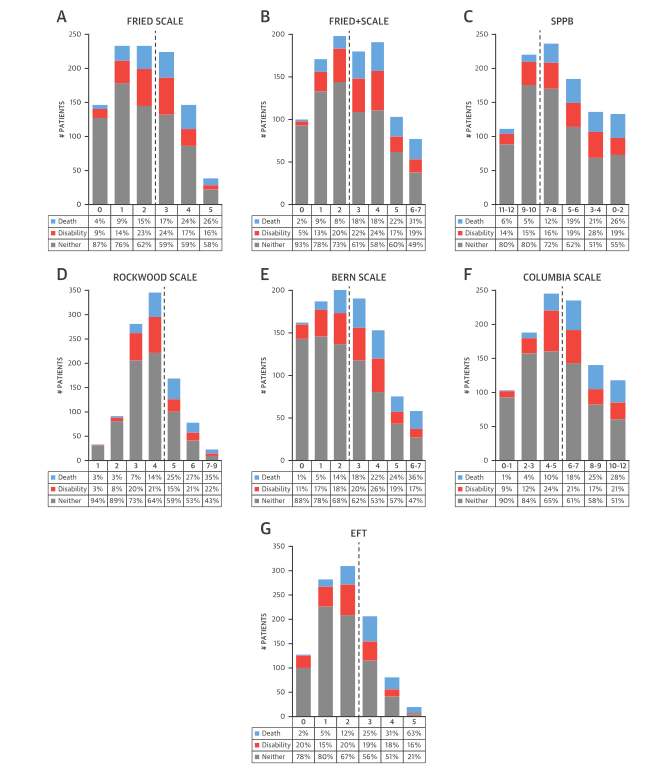 A FRIED SCALE
# PATIENTS
250
200
150
100
50
0
0 1 2 3 4 5
Death 4% 9% 15% 17% 24% 26%
Disability 9% 14% 23% 24% 17% 16%
Neither 87% 76% 62% 59% 59% 58%
B FRIED+SCALE
# PATIENTS
200
150
100
50
0
0 1 2 3 4 5 6-7
Death 2% 9% 8% 18% 18% 22% 31%
Disability 5% 13% 20% 22% 24% 17% 19%
Neither 93% 78% 73% 61% 58% 60% 49%
C SPPB
# PATIENTS
250
200
150
100
50
0
11-12 9-10 7-8 5-6 3-4 0-2
Death 6% 5% 12% 19% 21% 26%
Disability 14% 15% 16% 19% 28% 19%
Neither 80% 80% 72% 62% 51% 55%
D ROCKWOOD SCALE
# PATIENTS
350
300
250
200
150
100
50
0
1 2 3 4 5 6 7-9
Death 3% 3% 7% 14% 25% 27% 35%
Disability 3% 8% 20% 21% 15% 21% 22%
Neither 94% 89% 73% 64% 59% 53% 43%
E BERN SCALE
# PATIENTS
200
150
100
50
0
0 1 2 3 4 5 6-7
Death 1% 5% 14% 18% 22% 24% 36%
Disability 11% 17% 18% 20% 26% 19% 17%
Neither 88% 78% 68% 62% 53% 57% 47%
F COLUMBIA SCALE
# PATIENTS
250
200
150
100
50
0
0-1 2-3 4-5 6-7 8-9 10-12
Death 1% 4% 10% 18% 25% 28%
Disability 9% 12% 24% 21% 17% 21%
Neither 90% 84% 65% 61% 58% 51%
G EFT
# PATIENTS
350
300
250
200
150
100
50
0
0 1 2 3 4 5
Death 2% 5% 12% 25% 31% 63%
Disability 20% 15% 20% 19% 18% 16%
Neither 78% 80% 67% 56% 51% 21%